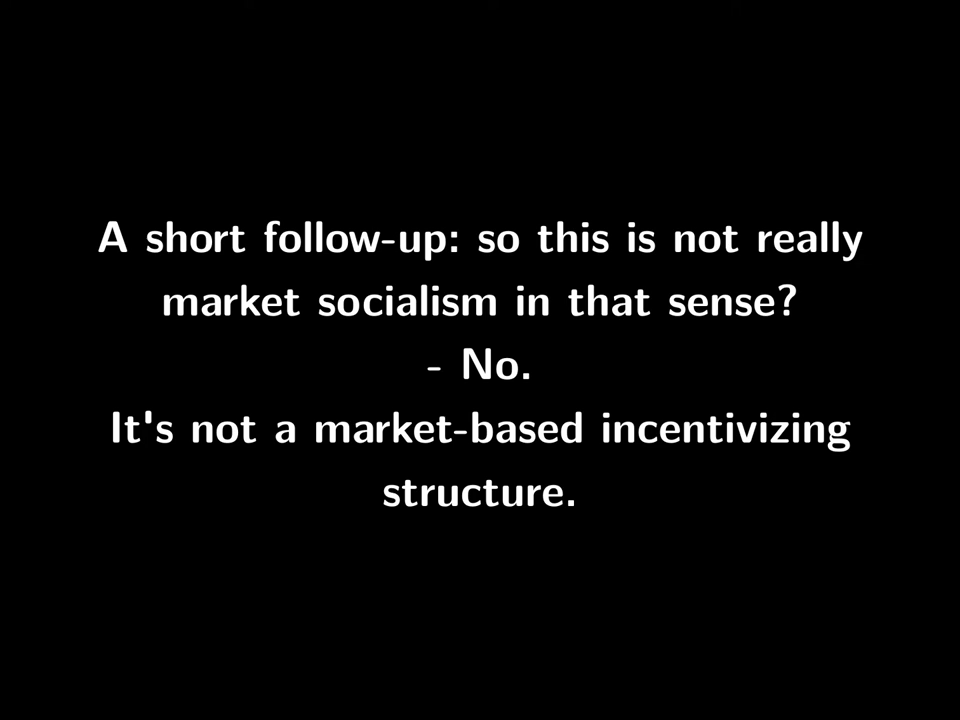 A short follow-up: so this is not really
market socialism in that sense?
- No.
It's not a market-based incentivizing
structure.